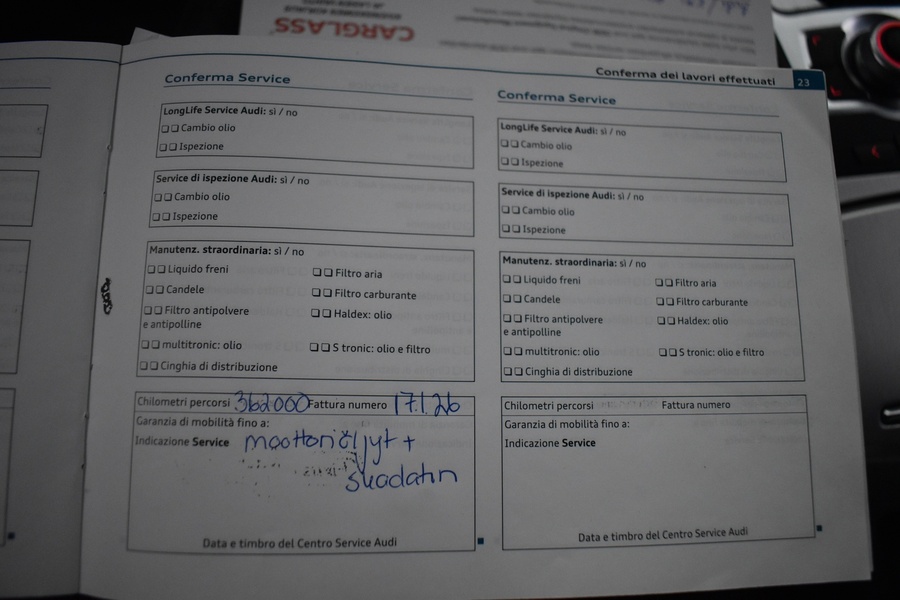 CARGLASS
Conferma dei lavori effettuati 23
Conferma Service
LongLife Service Audi: sì / no
Cambio olio
Ispezione
Service di ispezione Audi: sì / no
Cambio olio
Ispezione
Manutenz. straordinaria: sì / no
Liquido freni
Filtro aria
Candele
Filtro carburante
Filtro antipolvere
e antipolline
Haldex: olio
multitronic: olio
S tronic: olio e filtro
Cinghia di distribuzione
Chilometri percorsi 362000 Fattura numero 17.1.26
Garanzia di mobilità fino a:
Indicazione Service moottoriöljyt +
suodatin
Data e timbro del Centro Service Audi
Conferma Service
LongLife Service Audi: sì / no
Cambio olio
Ispezione
Service di ispezione Audi: sì / no
Cambio olio
Ispezione
Manutenz. straordinaria: sì / no
Liquido freni
Filtro aria
Candele
Filtro carburante
Filtro antipolvere
e antipolline
Haldex: olio
multitronic: olio
S tronic: olio e filtro
Cinghia di distribuzione
Chilometri percorsi Fattura numero
Garanzia di mobilità fino a:
Indicazione Service
Data e timbro del Centro Service Audi